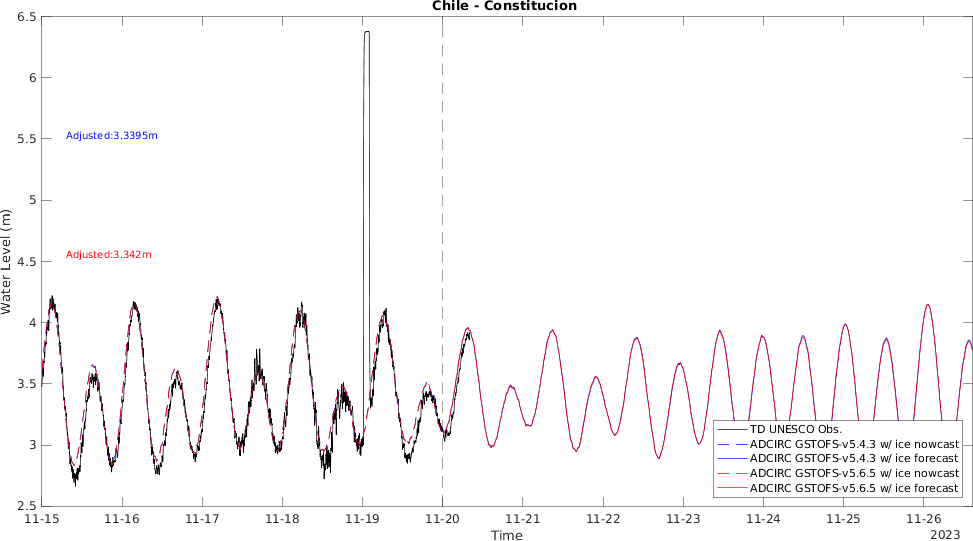 Chile - Constitucion
6.5
6
5.5
5
4.5
4
3.5
3
2.5
Water Level (m)
Adjusted:3.3395m
Adjusted:3.342m
TD UNESCO Obs.
ADCIRC GSTOFS-v5.4.3 w/ ice nowcast
ADCIRC GSTOFS-v5.4.3 w/ ice forecast
ADCIRC GSTOFS-v5.6.5 w/ ice nowcast
ADCIRC GSTOFS-v5.6.5 w/ ice forecast
11-15 11-16 11-17 11-18 11-19 11-20 11-21 11-22 11-23 11-24 11-25 11-26
Time
2023